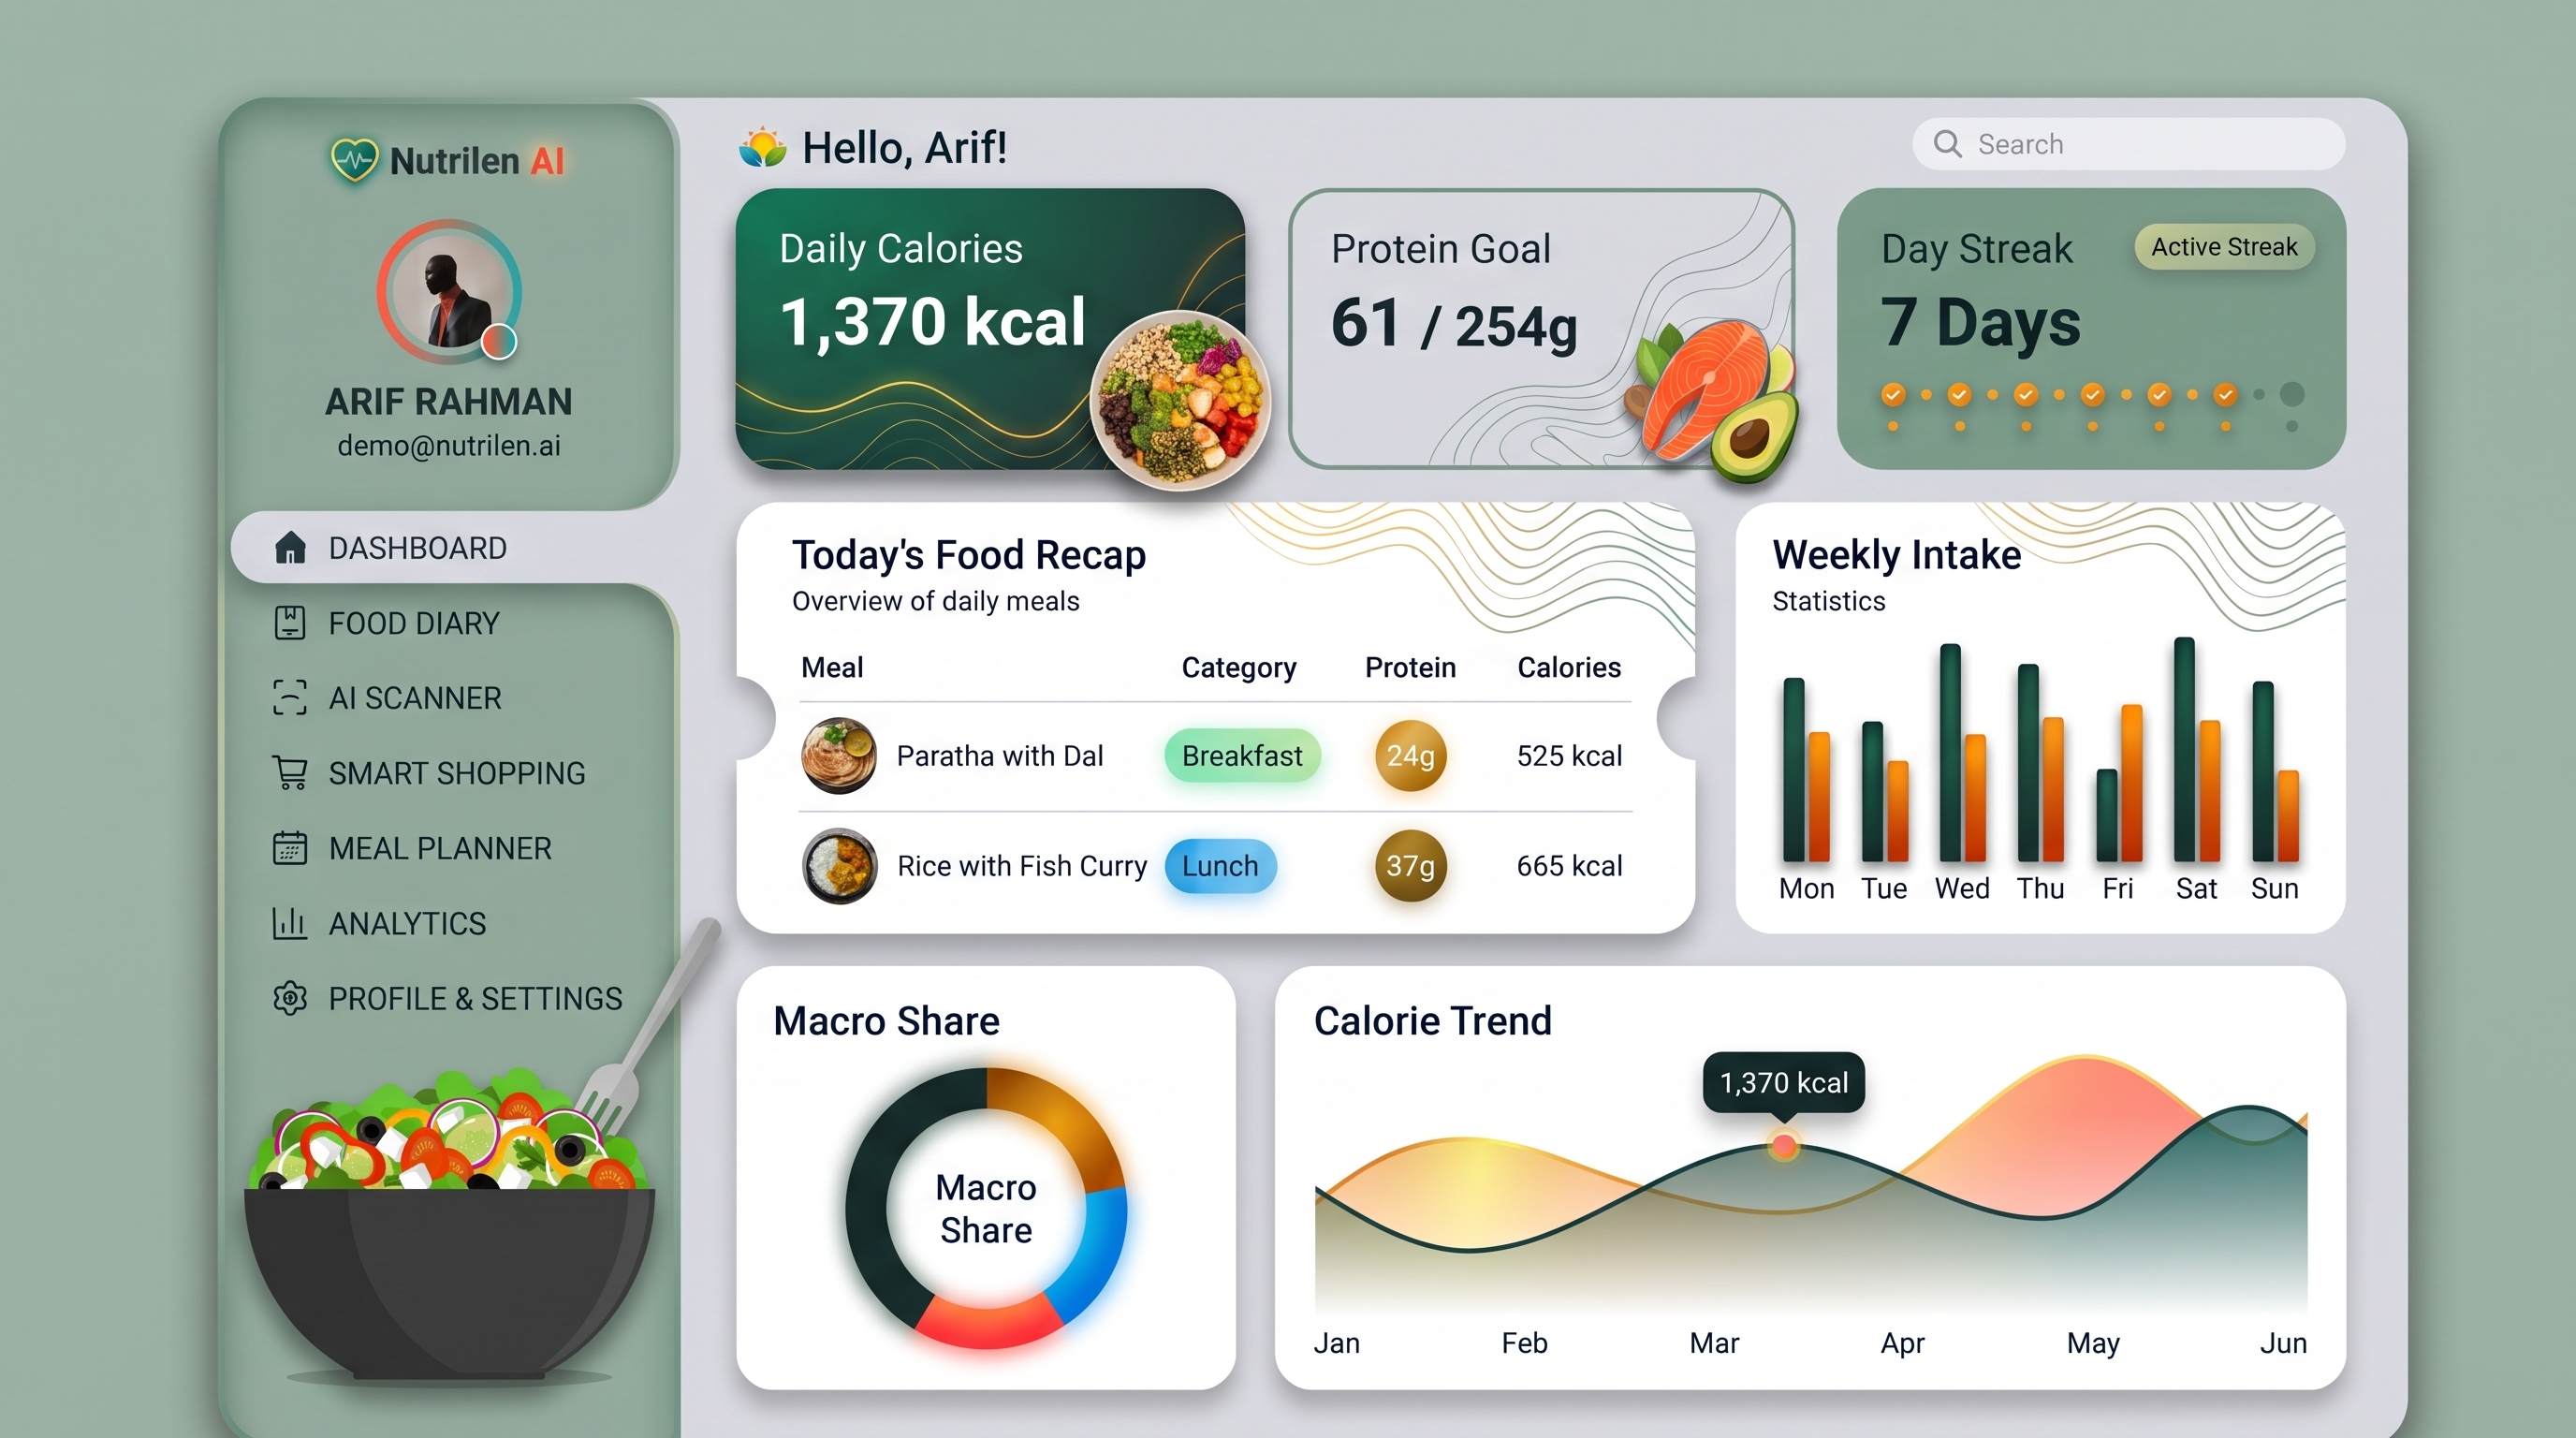 Nutrilen AI
ARIF RAHMAN
demo@nutrilen.ai
DASHBOARD
FOOD DIARY
AI SCANNER
SMART SHOPPING
MEAL PLANNER
ANALYTICS
PROFILE & SETTINGS
Hello, Arif!
Search
Daily Calories
1,370 kcal
Protein Goal
61 / 254g
Day Streak
Active Streak
7 Days
Today's Food Recap
Overview of daily meals
Meal Category Protein Calories
Paratha with Dal Breakfast 24g 525 kcal
Rice with Fish Curry Lunch 37g 665 kcal
Weekly Intake
Statistics
Mon Tue Wed Thu Fri Sat Sun
Macro Share
Macro
Share
Calorie Trend
1,370 kcal
Jan Feb Mar Apr May Jun